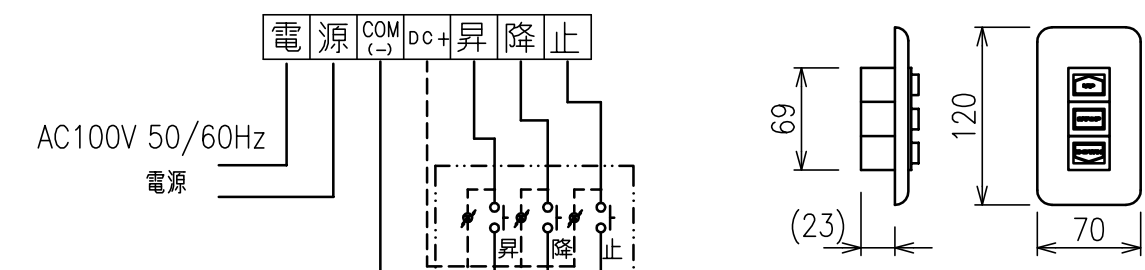 電 源 COM(-) DC+ 昇 降 止
AC100V 50/60Hz
電源
昇 降 止
69
(23)
120
70